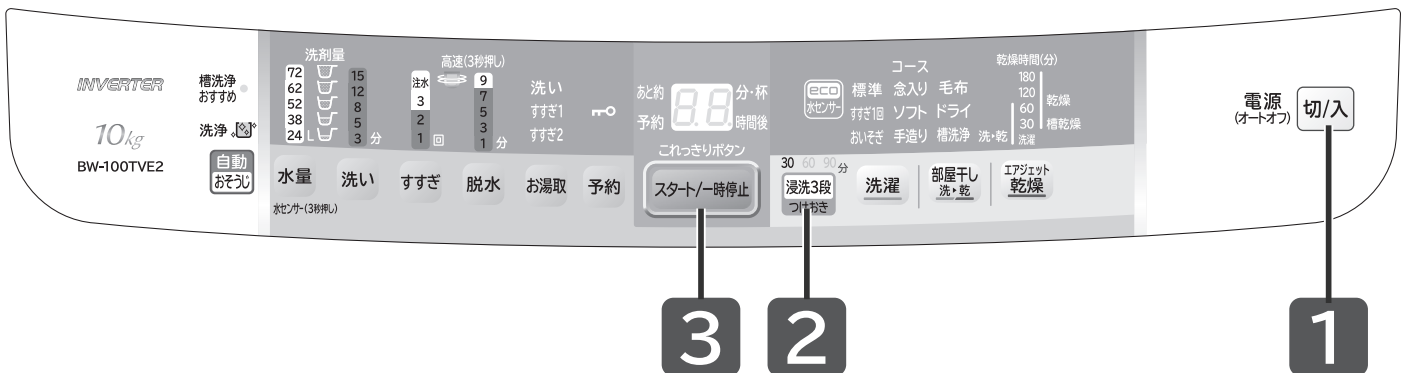 INVERTER
10kg
BW-100TVE2
槽洗浄
おすすめ
洗浄
自動
おそうじ
洗剤量
72
62
52
38
24 L
15
12
8
5
3 分
高速(3秒押し)
注水
3
2
1 回
9
7
5
3
1 分
洗い
すすぎ1
すすぎ2
水量
洗い
すすぎ
脱水
お湯取
予約
水センサー(3秒押し)
あと約
予約
88
分・杯
時間後
これっきりボタン
スタート/一時停止
eco
水センサー
コース
標準 念入り 毛布
すすぎ1回 ソフト ドライ
おいそぎ 手造り 槽洗浄 洗・乾
乾燥時間(分)
180
120
60
30
乾燥
槽乾燥
洗濯
30 60 90 分
浸洗3段
つけおき
洗濯
部屋干し
洗・乾
エアジェット
乾燥
電源
(オートオフ)
切/入
3
2
1